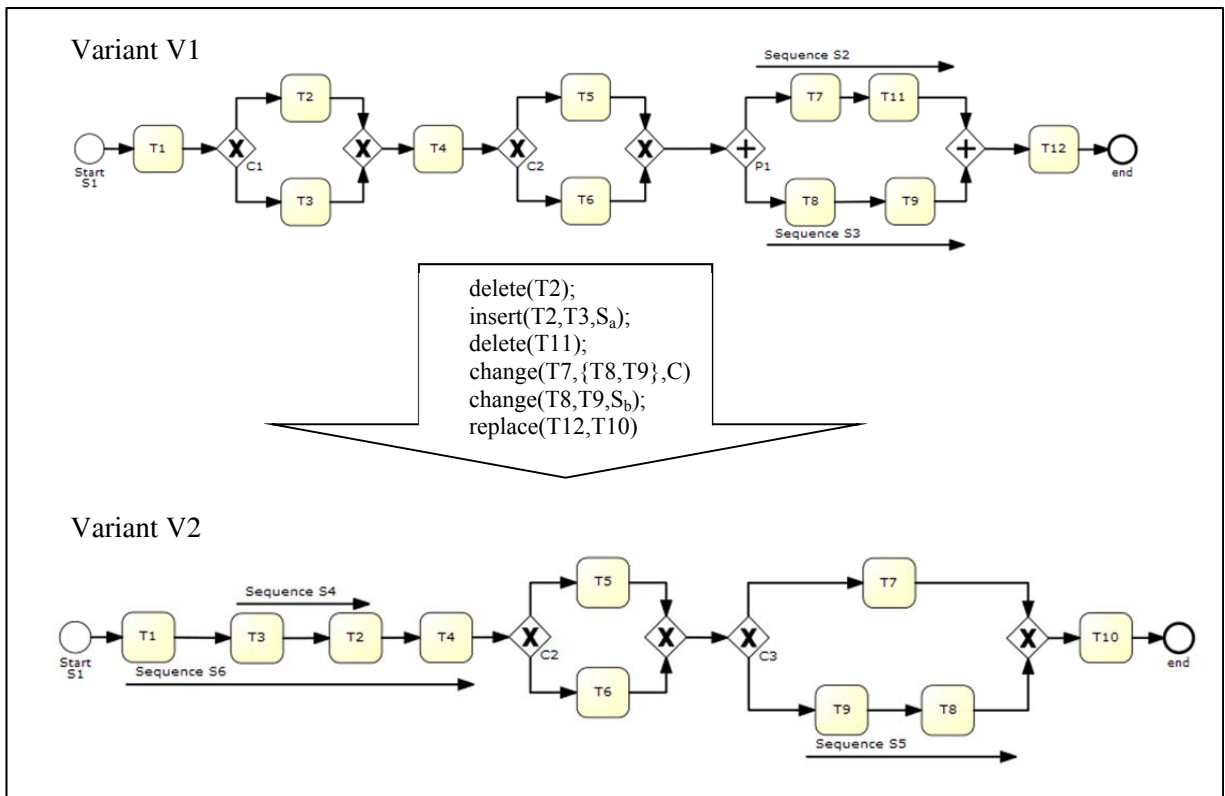 Variant V1
Sequence S2
T2
T5
T7
T11
T1
C1
T4
C2
P1
T12
Start
S1
end
T3
T6
T8
T9
Sequence S3
delete(T2);
insert(T2,T3,Sa);
delete(T11);
change(T7,{T8,T9},C)
change(T8,T9,Sb);
replace(T12,T10)
Variant V2
T5
T7
Sequence S4
T1
T3
T2
T4
C2
C3
T10
Start
S1
end
Sequence S6
T6
T9
T8
Sequence S5